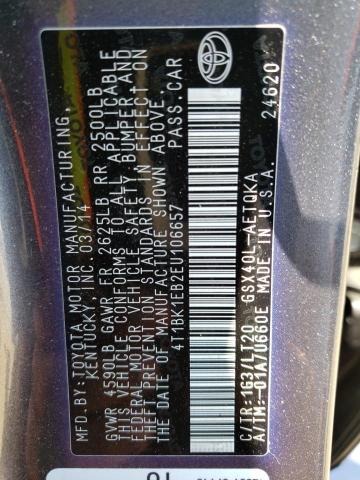 MFD. BY: TOYOTA MOTOR MANUFACTURING,
KENTUCKY, INC. 03/14
GVWR 4590LB GAWR FR 2625LB RR 2500LB
THIS VEHICLE CONFORMS TO ALL APPLICABLE
FEDERAL MOTOR VEHICLE SAFETY, BUMPER AND
THEFT PREVENTION STANDARDS IN EFFECT ON
THE DATE OF MANUFACTURE SHOWN ABOVE.
4T1BK1EB2EU106657 PASS. CAR
C/TR:1G3/LT20 GSX40L-AETQKA
A/TM:-01A/U660E MADE IN U.S.A.
24620